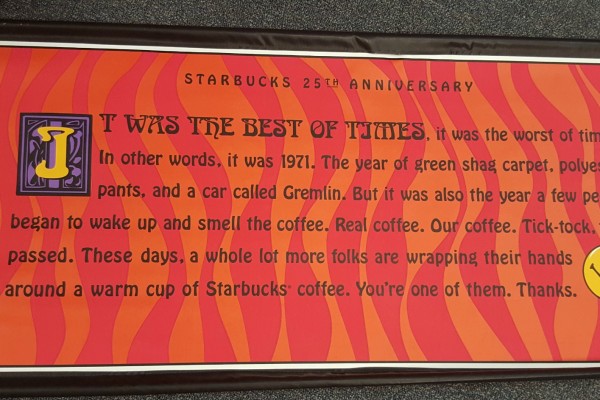 STARBUCKS 25TH ANNIVERSARY
IT WAS THE BEST OF TIMES, it was the worst of tim
In other words, it was 1971. The year of green shag carpet, polyes
pants, and a car called Gremlin. But it was also the year a few pe
began to wake up and smell the coffee. Real coffee. Our coffee. Tick-tock,
passed. These days, a whole lot more folks are wrapping their hands
around a warm cup of Starbucks® coffee. You're one of them. Thanks.